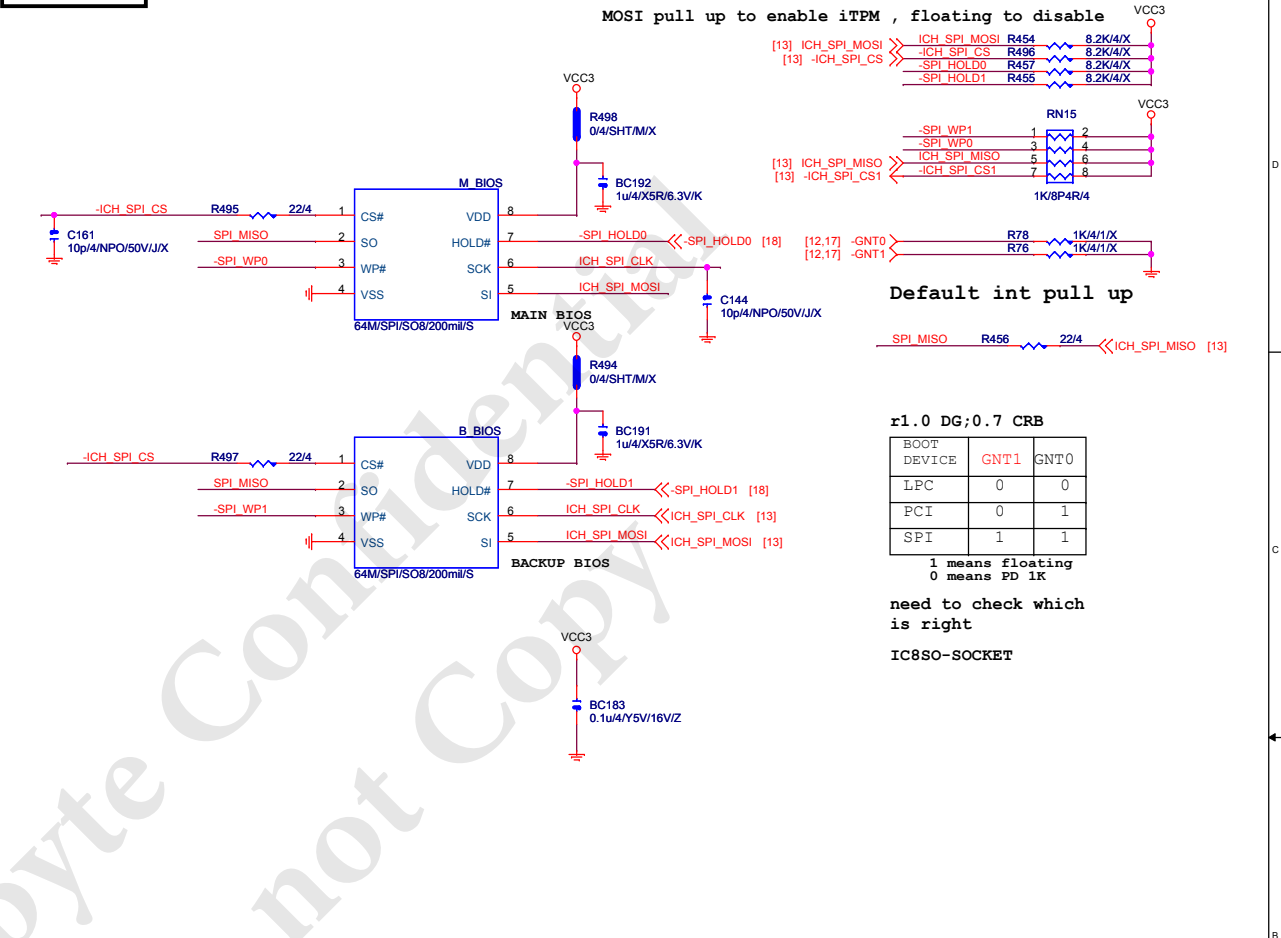 MOSI pull up to enable iTPM , floating to disable
VCC3
[13] ICH_SPI_MOSI
ICH_SPI_MOSI R454 8.2K/4/X
[13] -ICH_SPI_CS
-ICH_SPI_CS R496 8.2K/4/X
-SPI_HOLD0 R457 8.2K/4/X
-SPI_HOLD1 R455 8.2K/4/X
VCC3
R498
0/4/SHT/M/X
VCC3
RN15
-SPI_WP1 1 2
-SPI_WP0 3 4
[13] ICH_SPI_MISO
ICH_SPI_MISO 5 6
[13] -ICH_SPI_CS1
-ICH_SPI_CS1 7 8
1K/8P4R/4
D
M_BIOS
BC192
1u/4/X5R/6.3V/K
-ICH_SPI_CS R495 22/4 1 CS# VDD 8
C161
10p/4/NPO/50V/J/X
SPI_MISO 2 SO HOLD# 7 -SPI_HOLD0 -SPI_HOLD0 [18]
-SPI_WP0 3 WP# SCK 6 ICH_SPI_CLK
4 VSS SI 5 ICH_SPI_MOSI
C144
10p/4/NPO/50V/J/X
64M/SPI/SO8/200mil/S
MAIN BIOS
[12,17] -GNT0 R78 1K/4/1/X
[12,17] -GNT1 R76 1K/4/1/X
Default int pull up
SPI_MISO R456 22/4 ICH_SPI_MISO [13]
VCC3
R494
0/4/SHT/M/X
B_BIOS
BC191
1u/4/X5R/6.3V/K
-ICH_SPI_CS R497 22/4 1 CS# VDD 8
SPI_MISO 2 SO HOLD# 7 -SPI_HOLD1 -SPI_HOLD1 [18]
-SPI_WP1 3 WP# SCK 6 ICH_SPI_CLK ICH_SPI_CLK [13]
4 VSS SI 5 ICH_SPI_MOSI ICH_SPI_MOSI [13]
64M/SPI/SO8/200mil/S
BACKUP BIOS
r1.0 DG;0.7 CRB
BOOT DEVICE GNT1 GNT0
LPC 0 0
PCI 0 1
SPI 1 1
1 means floating
0 means PD 1K
C
need to check which
is right
IC8SO-SOCKET
VCC3
BC183
0.1u/4/Y5V/16V/Z
B
byte Confidential
not Copy